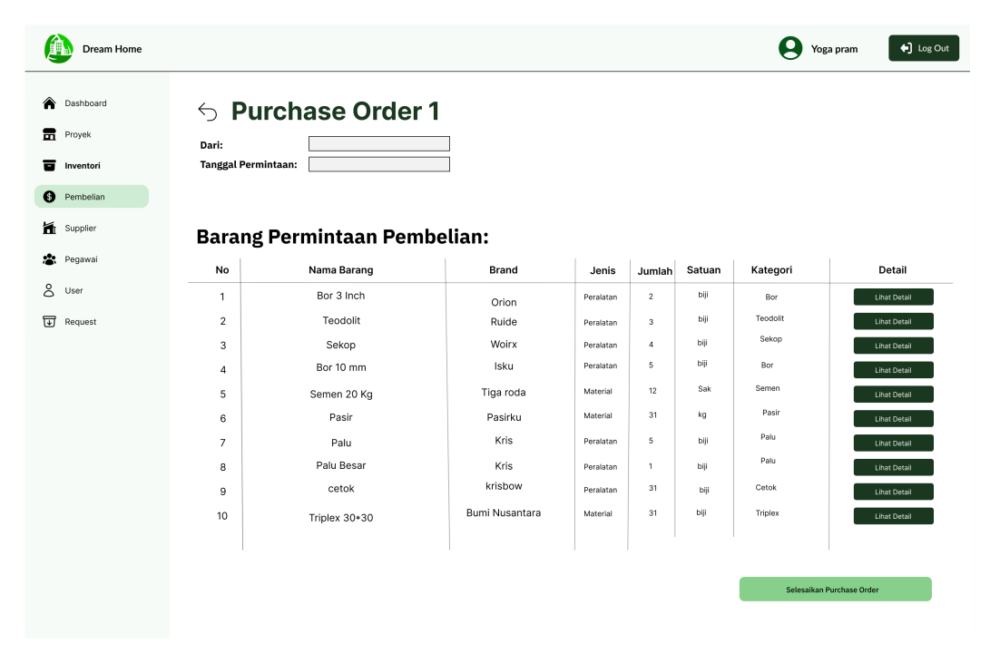 Dream Home
Yoga pram
Log Out
Dashboard
Proyek
Inventori
Pembelian
Supplier
Pegawai
User
Request
Purchase Order 1
Dari:
Tanggal Permintaan:
Barang Permintaan Pembelian:
No Nama Barang Brand Jenis Jumlah Satuan Kategori Detail
1 Bor 3 Inch Orion Peralatan 2 biji Bor Lihat Detail
2 Teodolit Ruide Peralatan 3 biji Teodolit Lihat Detail
3 Sekop Woirx Peralatan 4 biji Sekop Lihat Detail
4 Bor 10 mm Isku Peralatan 5 biji Bor Lihat Detail
5 Semen 20 Kg Tiga roda Material 12 Sak Semen Lihat Detail
6 Pasir Pasirku Material 31 kg Pasir Lihat Detail
7 Palu Kris Peralatan 5 biji Palu Lihat Detail
8 Palu Besar Kris Peralatan 1 biji Palu Lihat Detail
9 cetok krisbow Peralatan 31 biji Cetok Lihat Detail
10 Triplex 30*30 Bumi Nusantara Material 31 biji Triplex Lihat Detail
Selesaikan Purchase Order